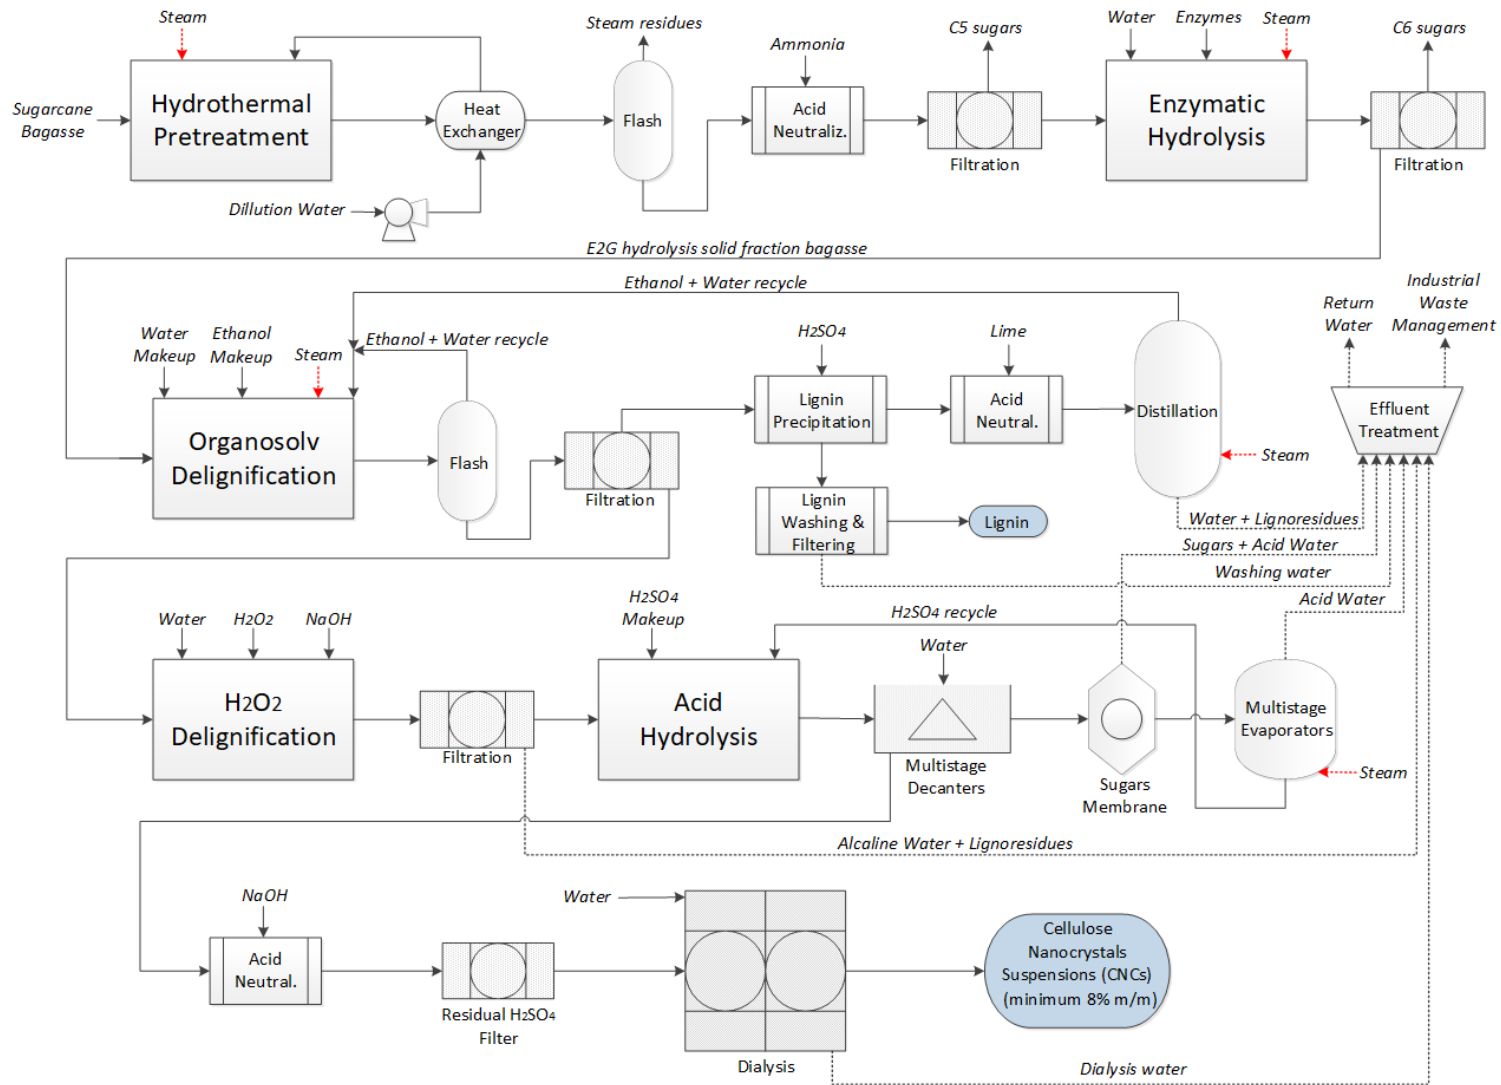 Steam
Sugarcane
Bagasse
Hydrothermal
Pretreatment
Heat
Exchanger
Dillution Water
Steam residues
Flash
Ammonia
Acid
Neutraliz.
C5 sugars
Filtration
Water
Enzymes
Steam
Enzymatic
Hydrolysis
C6 sugars
Filtration
E2G hydrolysis solid fraction bagasse
Ethanol + Water recycle
Water
Makeup
Ethanol
Makeup
Steam
Ethanol + Water recycle
Organosolv
Delignification
Flash
Filtration
H2SO4
Lignin
Precipitation
Lime
Acid
Neutral.
Distillation
Steam
Lignin
Washing &
Filtering
Lignin
Return
Water
Industrial
Waste
Management
Effluent
Treatment
Water + Lignoresidues
Sugars + Acid Water
Washing water
Acid Water
Water
H2O2
NaOH
H2O2
Delignification
Filtration
H2SO4
Makeup
Acid
Hydrolysis
H2SO4 recycle
Water
Multistage
Decanters
Sugars
Membrane
Multistage
Evaporators
Steam
Alcaline Water + Lignoresidues
NaOH
Acid
Neutral.
Residual H2SO4
Filter
Water
Dialysis
Cellulose
Nanocrystals
Suspensions (CNCs)
(minimum 8% m/m)
Dialysis water